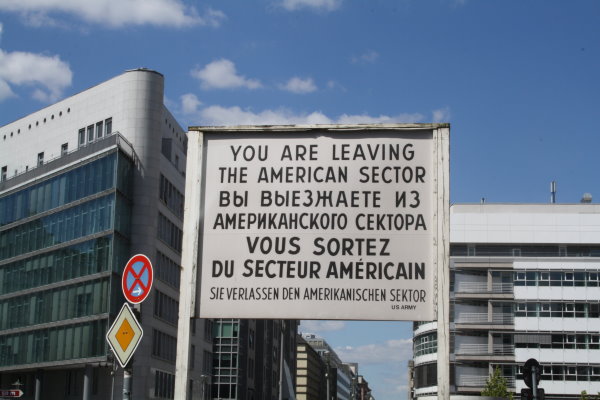 YOU ARE LEAVING
THE AMERICAN SECTOR
ВЫ ВЫЕЗЖАЕТЕ ИЗ
АМЕРИКАНСКОГО СЕКТОРА
VOUS SORTEZ
DU SECTEUR AMÉRICAIN
SIE VERLASSEN DEN AMERIKANISCHEN SEKTOR
US ARMY